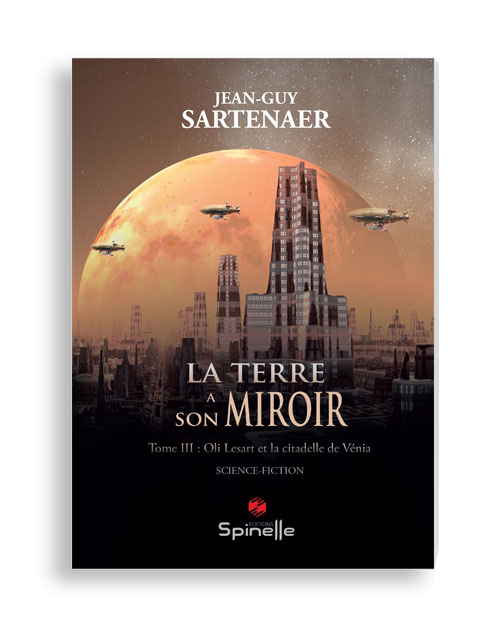 JEAN-GUY
SARTENAER
LA TERRE
A
SON MIROIR
Tome III : Oli Lesart et la citadelle de Vénia
SCIENCE-FICTION
EDITIONS
Spinelle